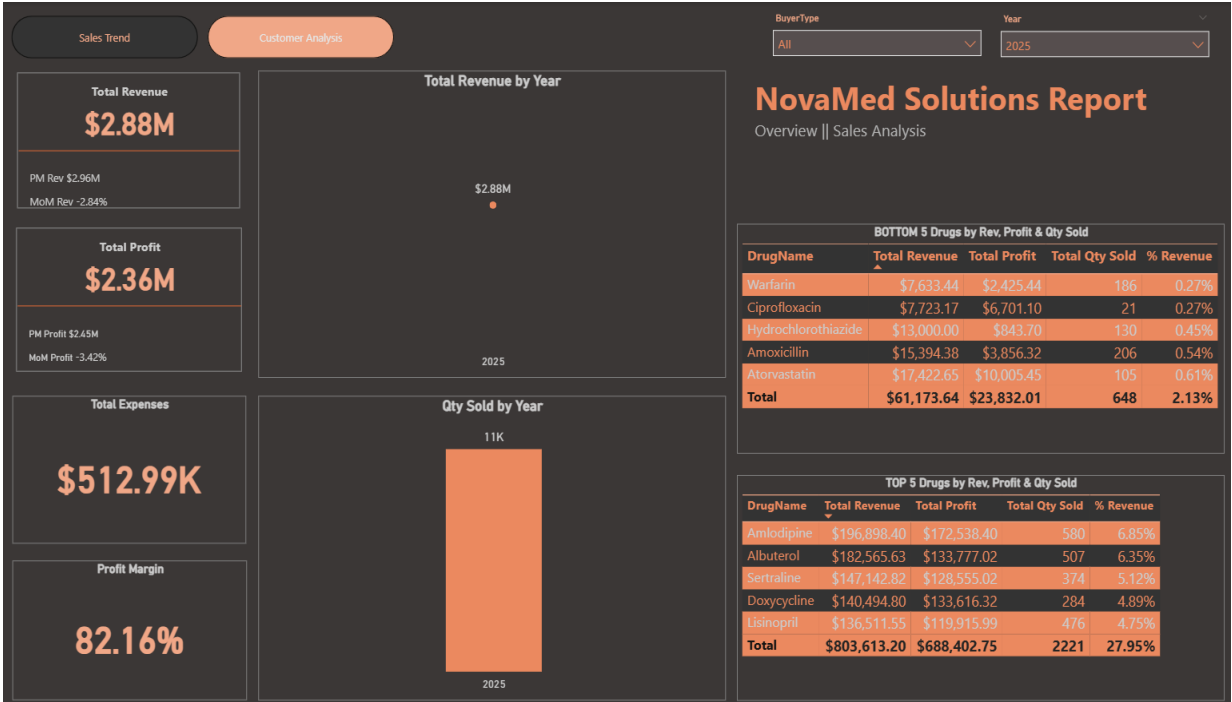 Sales Trend
Customer Analysis
BuyerType
All
Year
2025
NovaMed Solutions Report
Overview || Sales Analysis
Total Revenue
$2.88M
PM Rev $2.96M
MoM Rev -2.84%
Total Profit
$2.36M
PM Profit $2.45M
MoM Profit -3.42%
Total Expenses
$512.99K
Profit Margin
82.16%
Total Revenue by Year
$2.88M
2025
Qty Sold by Year
11K
2025
BOTTOM 5 Drugs by Rev, Profit & Qty Sold
DrugName Total Revenue Total Profit Total Qty Sold % Revenue
Warfarin $7,633.44 $2,425.44 186 0.27%
Ciprofloxacin $7,723.17 $6,701.10 21 0.27%
Hydrochlorothiazide $13,000.00 $843.70 130 0.45%
Amoxicillin $15,394.38 $3,856.32 206 0.54%
Atorvastatin $17,422.65 $10,005.45 105 0.61%
Total $61,173.64 $23,832.01 648 2.13%
TOP 5 Drugs by Rev, Profit & Qty Sold
DrugName Total Revenue Total Profit Total Qty Sold % Revenue
Amlodipine $196,898.40 $172,538.40 580 6.85%
Albuterol $182,565.63 $133,777.02 507 6.35%
Sertraline $147,142.82 $128,555.02 374 5.12%
Doxycycline $140,494.80 $133,616.32 284 4.89%
Lisinopril $136,511.55 $119,915.99 476 4.75%
Total $803,613.20 $688,402.75 2221 27.95%